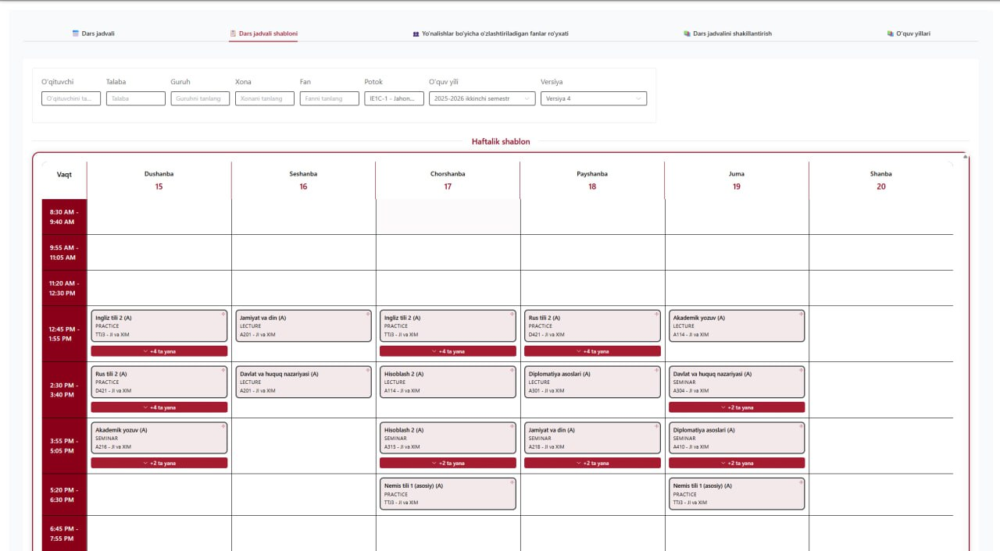 Dars jadvali
Dars jadvali shabloni
Yo'nalishlar bo'yicha o'zlashtiriladigan fanlar ro'yxati
Dars jadvalini shakillantirish
O'quv yillari
O'qituvchi
Talaba
Guruh
Xona
Fan
Potok
O'quv yili
Versiya
O'qituvchini ta...
Talaba
Guruhni tanlang
Xonani tanlang
Fanni tanlang
IE1C-1 - Jahon...
2025-2026 ikkinchi semestr
Versiya 4
Haftalik shablon
Vaqt
Dushanba
15
Seshanba
16
Chorshanba
17
Payshanba
18
Juma
19
Shanba
20
8:30 AM -
9:40 AM
9:55 AM -
11:05 AM
11:20 AM -
12:30 PM
12:45 PM -
1:55 PM
Ingliz tili 2 (A)
PRACTICE
TTJ3 - JI va XIM
+4 ta yana
Jamiyat va din (A)
LECTURE
A201 - JI va XIM
Ingliz tili 2 (A)
PRACTICE
TTJ3 - JI va XIM
+4 ta yana
Rus tili 2 (A)
PRACTICE
D421 - JI va XIM
+4 ta yana
Akademik yozuv (A)
LECTURE
A114 - JI va XIM
2:30 PM -
3:40 PM
Rus tili 2 (A)
PRACTICE
D421 - JI va XIM
+4 ta yana
Davlat va huquq nazariyasi (A)
LECTURE
A201 - JI va XIM
Hisoblash 2 (A)
LECTURE
A114 - JI va XIM
Diplomatiya asoslari (A)
LECTURE
A301 - JI va XIM
Davlat va huquq nazariyasi (A)
SEMINAR
A304 - JI va XIM
+2 ta yana
3:55 PM -
5:05 PM
Akademik yozuv (A)
SEMINAR
A216 - JI va XIM
+2 ta yana
Hisoblash 2 (A)
SEMINAR
A315 - JI va XIM
+2 ta yana
Jamiyat va din (A)
SEMINAR
A218 - JI va XIM
+2 ta yana
Diplomatiya asoslari (A)
SEMINAR
A410 - JI va XIM
+2 ta yana
5:20 PM -
6:30 PM
Nemis tili 1 (asosiy) (A)
PRACTICE
TTJ3 - JI va XIM
Nemis tili 1 (asosiy) (A)
PRACTICE
TTJ3 - JI va XIM
6:45 PM -
7:55 PM